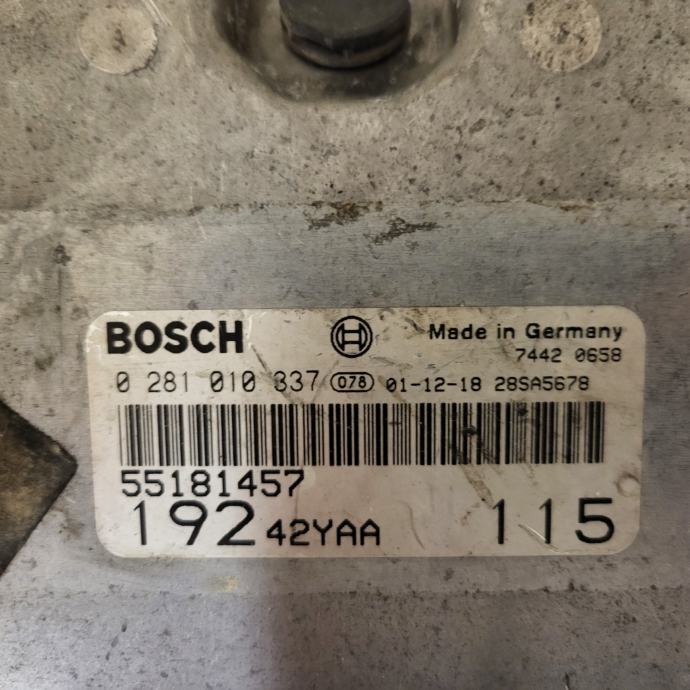 BOSCH
Made in Germany
7442 0658
0 281 010 337 078 01-12-18 28SA5678
55181457
192 42YAA 115